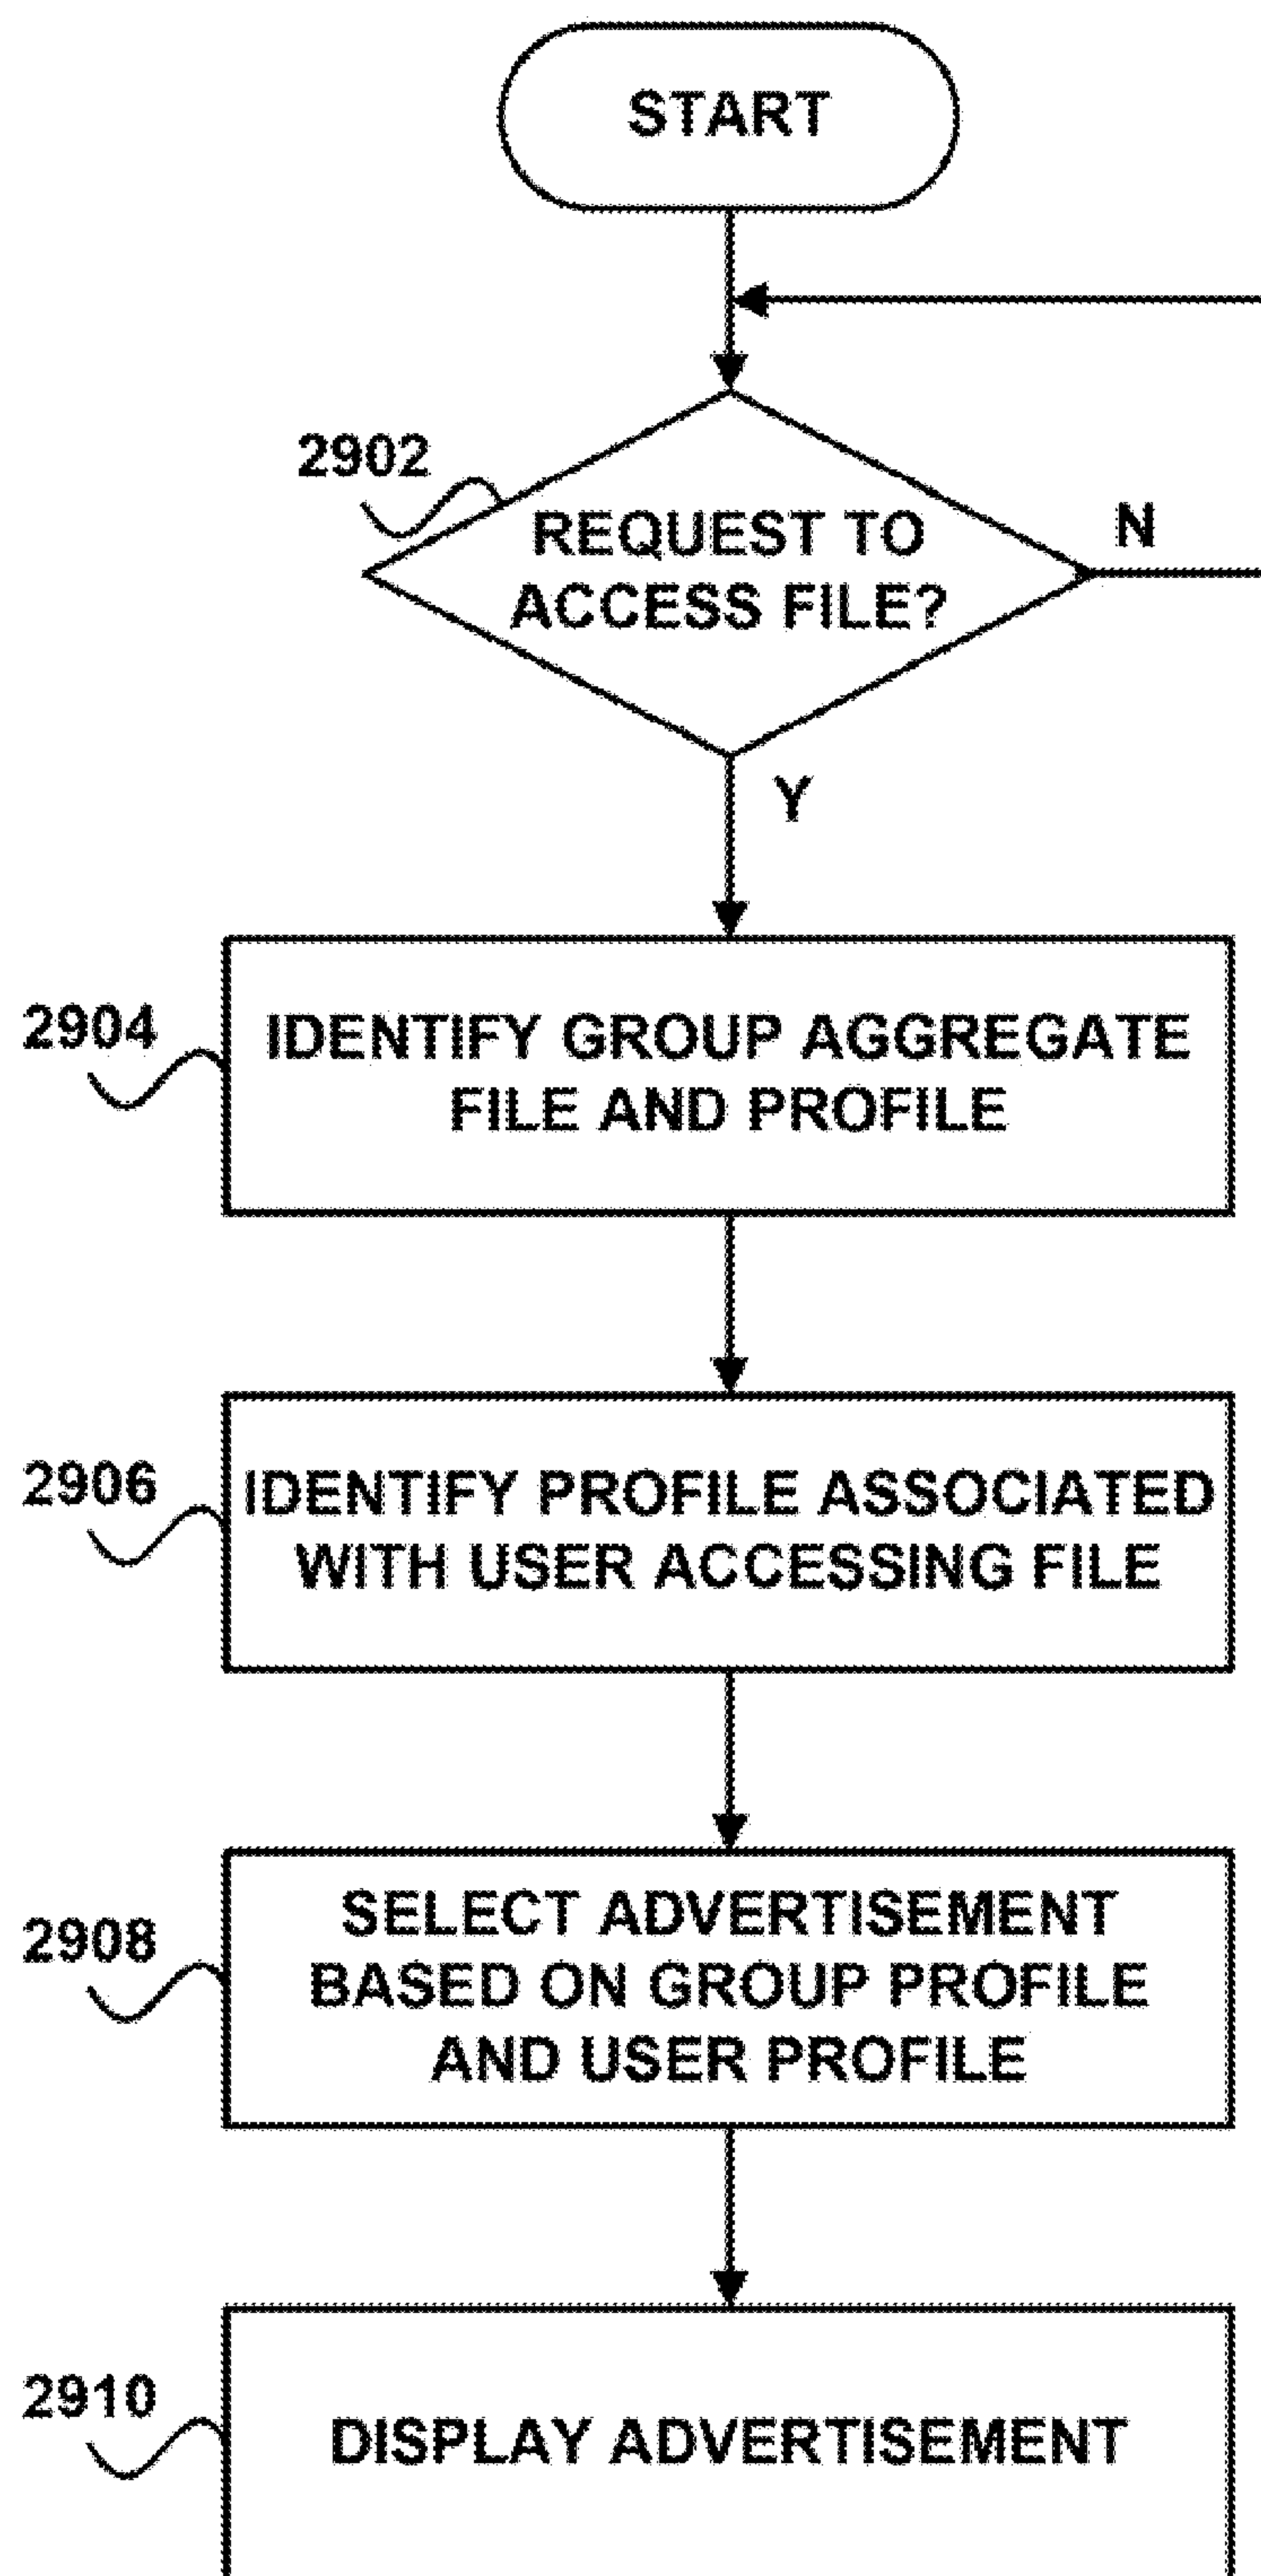 START
2902
REQUEST TO
ACCESS FILE?
N
Y
2904
IDENTIFY GROUP AGGREGATE
FILE AND PROFILE
2906
IDENTIFY PROFILE ASSOCIATED
WITH USER ACCESSING FILE
2908
SELECT ADVERTISEMENT
BASED ON GROUP PROFILE
AND USER PROFILE
2910
DISPLAY ADVERTISEMENT